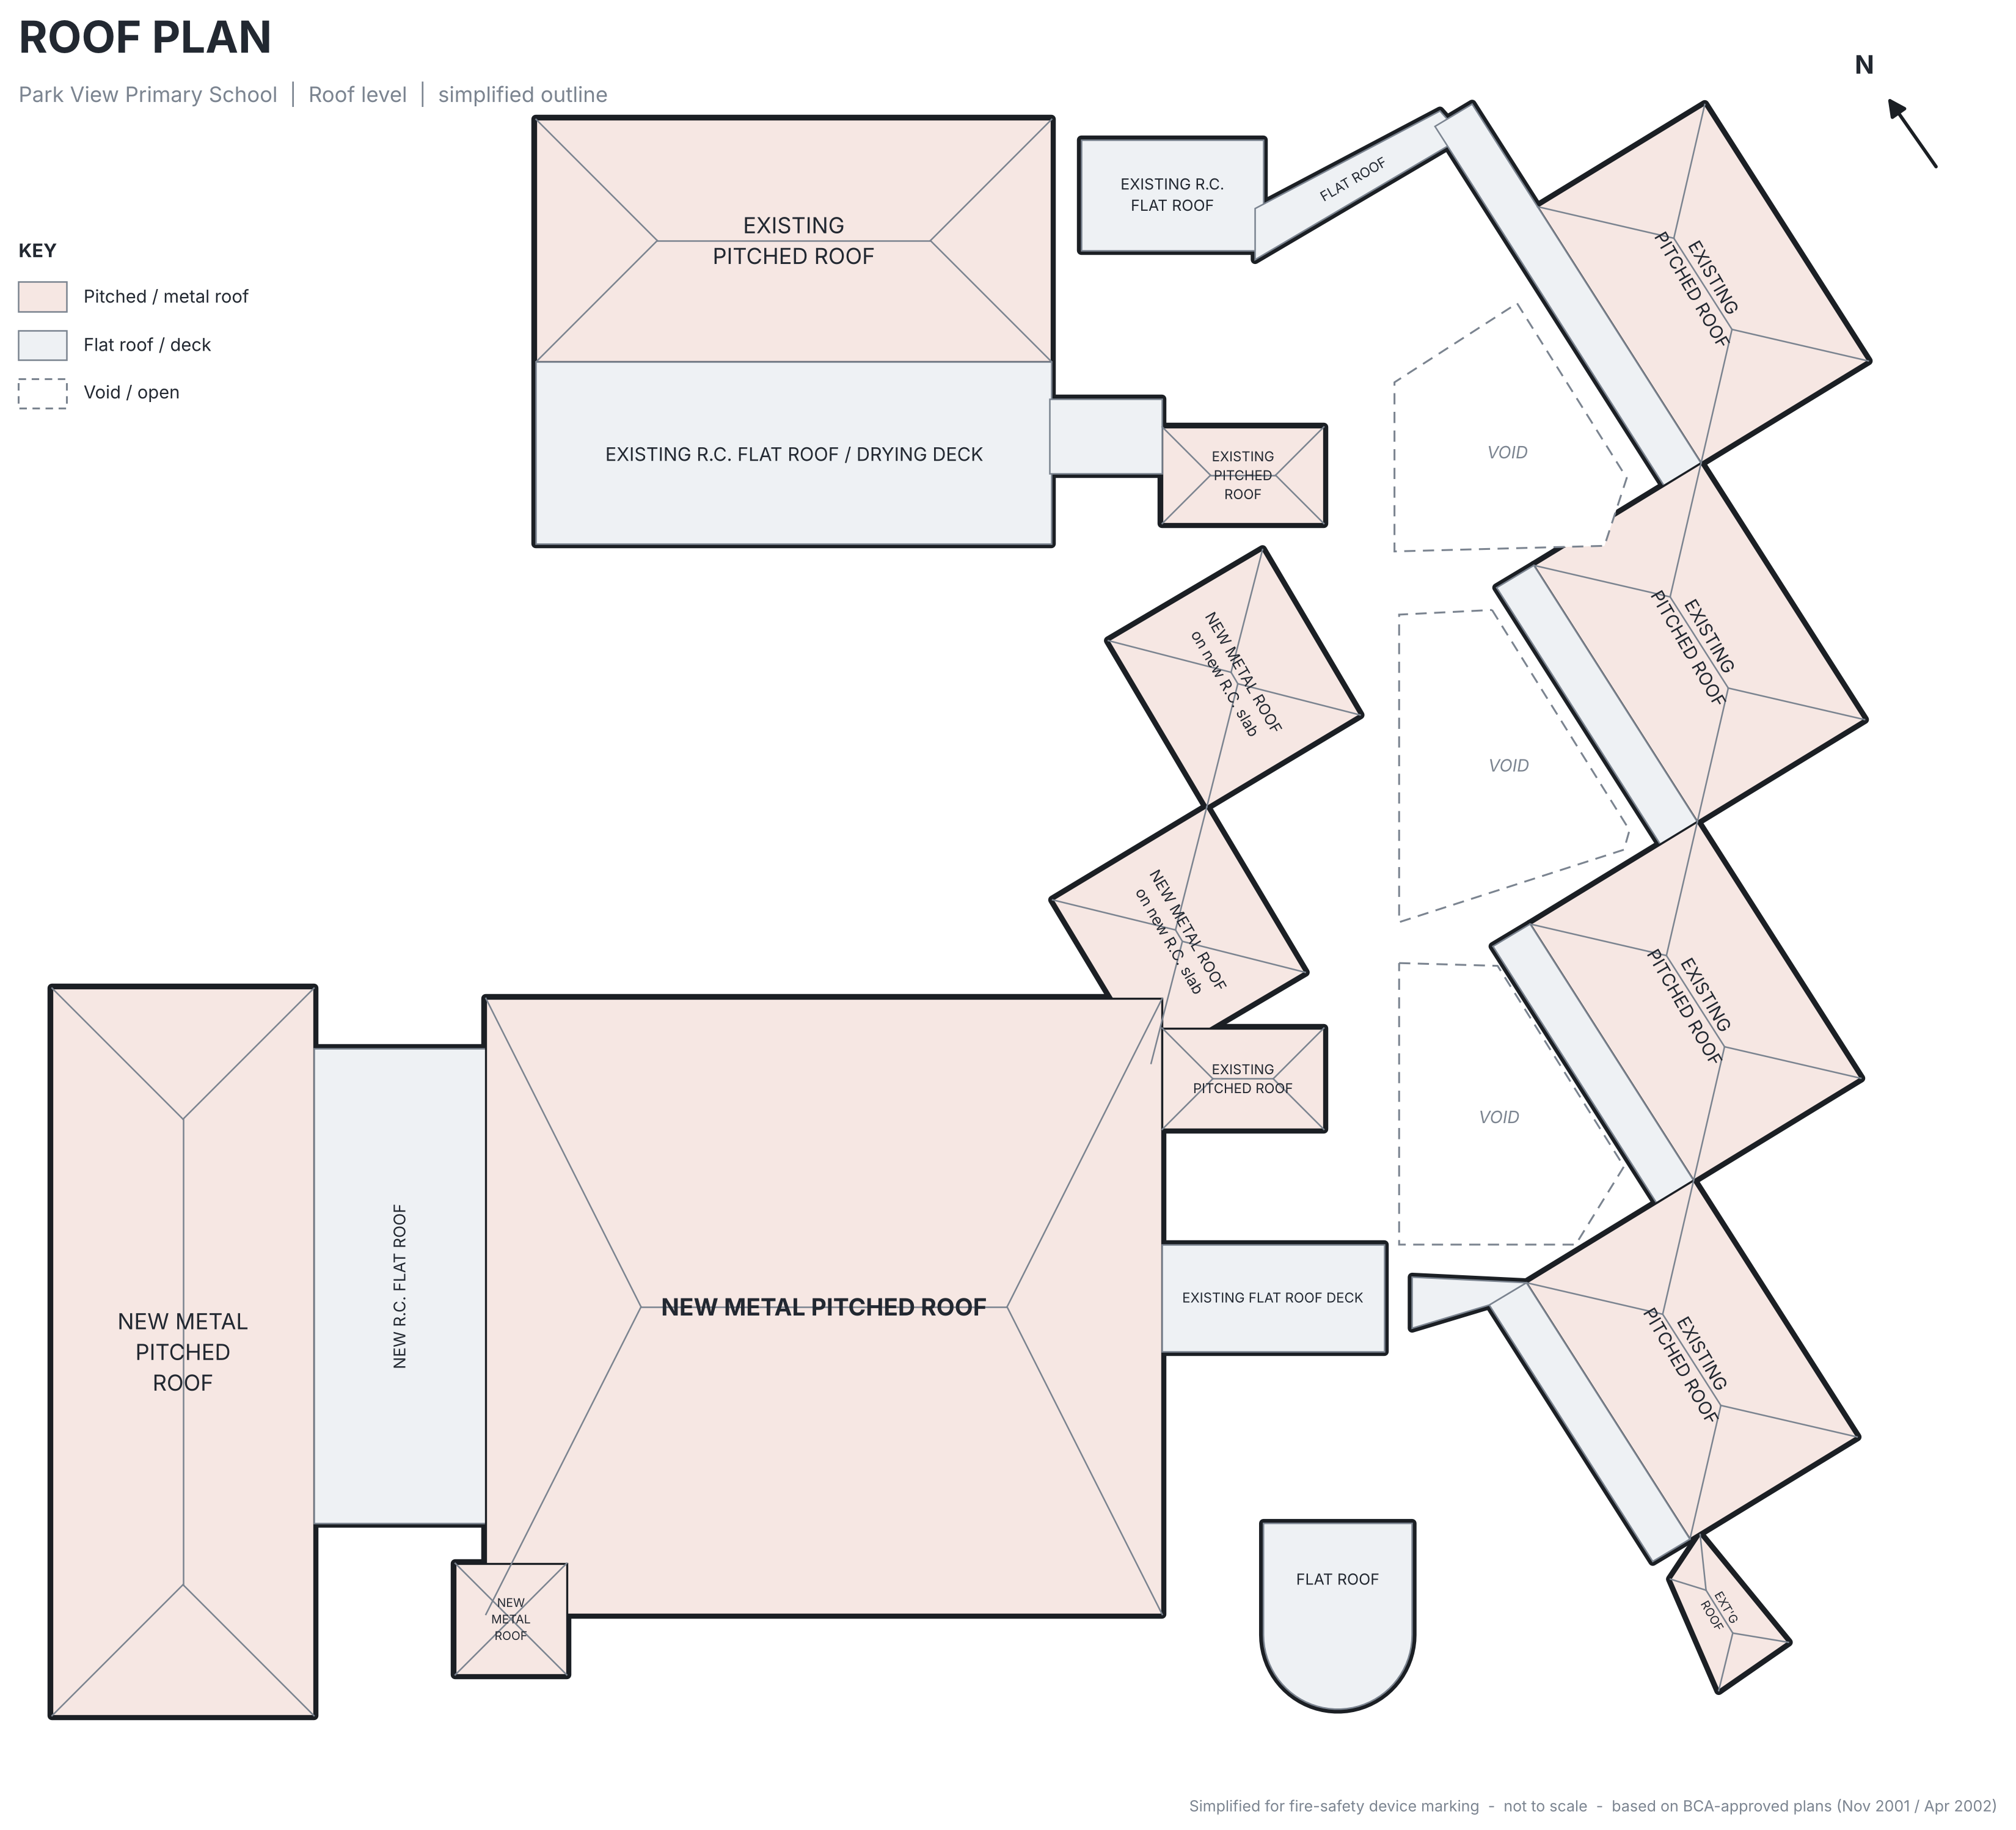 ROOF PLAN
Park View Primary School | Roof level | simplified outline
N
KEY
Pitched / metal roof
Flat roof / deck
Void / open
EXISTING
PITCHED ROOF
EXISTING R.C.
FLAT ROOF
FLAT ROOF
EXISTING
PITCHED ROOF
EXISTING R.C. FLAT ROOF / DRYING DECK
EXISTING
PITCHED
ROOF
VOID
NEW METAL ROOF
on new R.C. slab
EXISTING
PITCHED ROOF
VOID
NEW METAL ROOF
on new R.C. slab
EXISTING
PITCHED ROOF
EXISTING
PITCHED ROOF
VOID
NEW METAL
PITCHED
ROOF
NEW R.C. FLAT ROOF
NEW METAL PITCHED ROOF
EXISTING FLAT ROOF DECK
EXISTING
PITCHED ROOF
NEW
METAL
ROOF
FLAT ROOF
EXT'G
ROOF
Simplified for fire-safety device marking - not to scale - based on BCA-approved plans (Nov 2001 / Apr 2002)